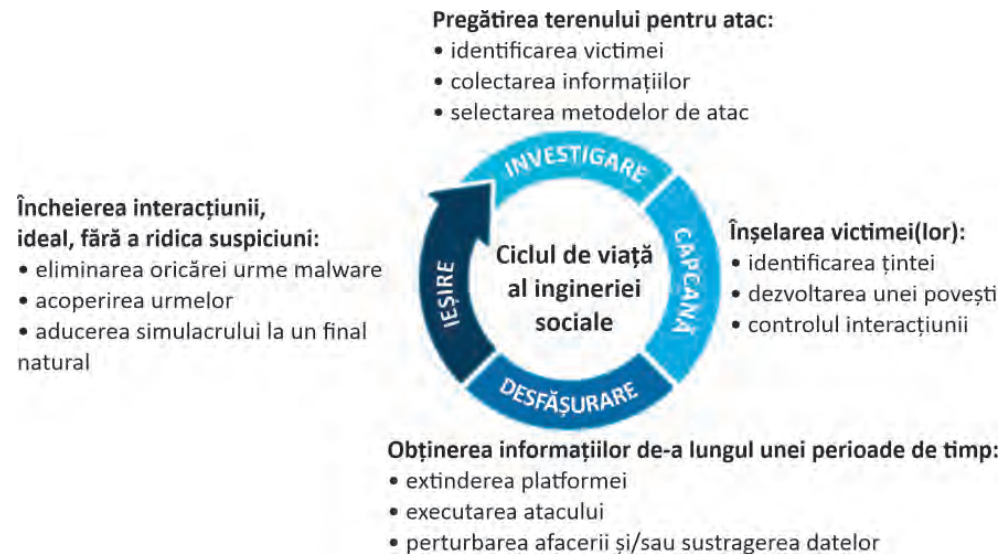 Pregătirea terenului pentru atac:
• identificarea victimei
• colectarea informațiilor
• selectarea metodelor de atac
INVESTIGARE
CAPCANĂ
Înșelarea victimei(lor):
• identificarea țintei
• dezvoltarea unei povești
• controlul interacțiunii
DESFĂȘURARE
Obținerea informațiilor de-a lungul unei perioade de timp:
• extinderea platformei
• executarea atacului
• perturbarea afacerii și/sau sustragerea datelor
IEȘIRE
Încheierea interacțiunii,
ideal, fără a ridica suspiciuni:
• eliminarea oricărei urme malware
• acoperirea urmelor
• aducerea simulacrului la un final
natural
Ciclul de viață
al ingineriei
sociale